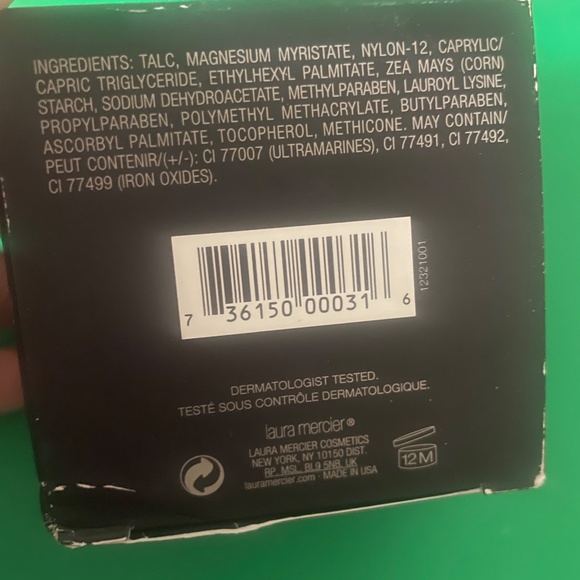 INGREDIENTS: TALC, MAGNESIUM MYRISTATE, NYLON-12, CAPRYLIC/
CAPRIC TRIGLYCERIDE, ETHYLHEXYL PALMITATE, ZEA MAYS (CORN)
STARCH, SODIUM DEHYDROACETATE, METHYLPARABEN, LAUROYL LYSINE,
PROPYLPARABEN, POLYMETHYL METHACRYLATE, BUTYLPARABEN,
ASCORBYL PALMITATE, TOCOPHEROL, METHICONE. MAY CONTAIN/
PEUT CONTENIR/(+/-): CI 77007 (ULTRAMARINES), CI 77491, CI 77492,
CI 77499 (IRON OXIDES).
7 36150 00031 6
12321001
DERMATOLOGIST TESTED.
TESTÉ SOUS CONTRÔLE DERMATOLOGIQUE.
laura mercier®
LAURA MERCIER COSMETICS
NEW YORK, NY 10150 DIST.
BP, MSL, BL9 5NB, UK
lauramercier.com · MADE IN USA
12M